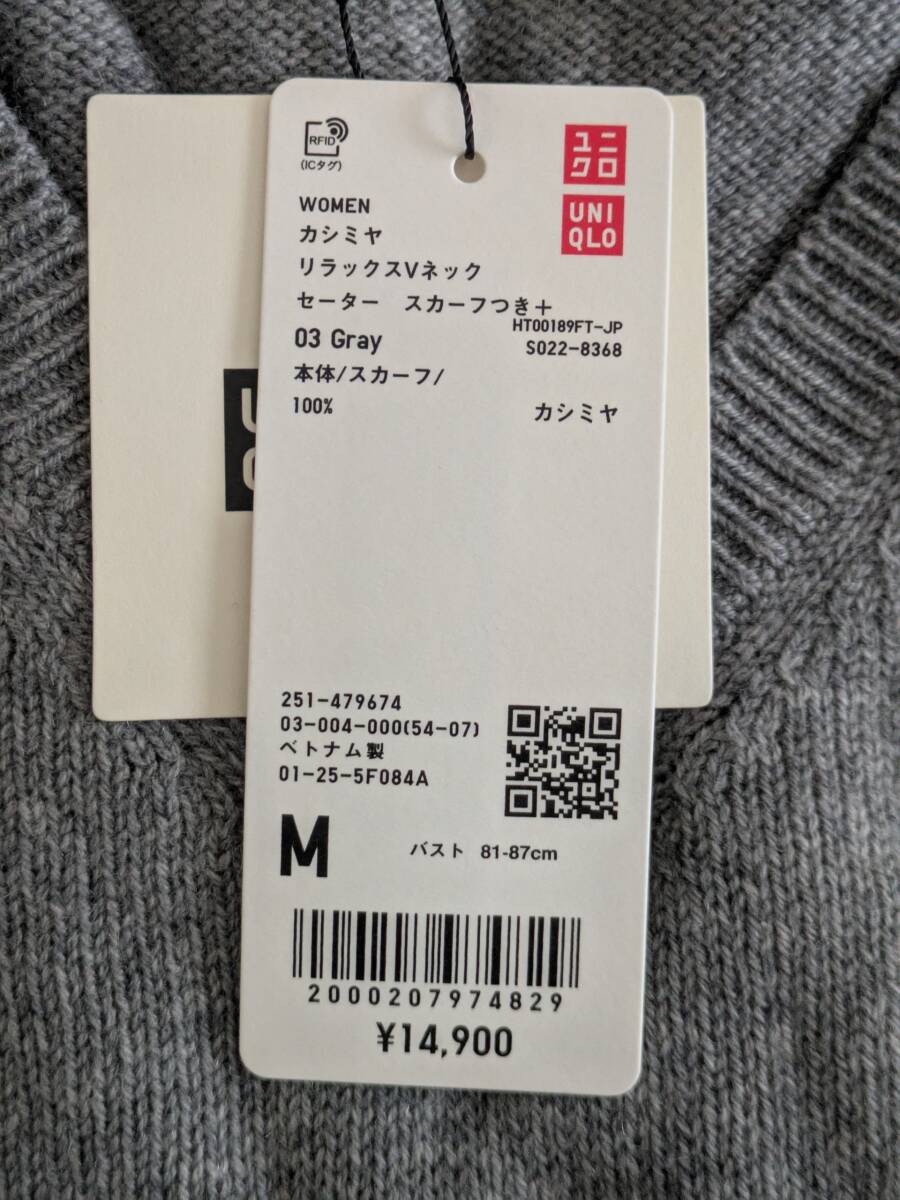 RFID
(ICタグ)
ユニ
クロ
UNI
QLO
WOMEN
カシミヤ
リラックスVネック
セーター スカーフつき+
HT00189FT-JP
03 Gray
S022-8368
本体/スカーフ/
100% カシミヤ
251-479674
03-004-000(54-07)
ベトナム製
01-25-5F084A
M バスト 81-87cm
2000207974829
¥14,900